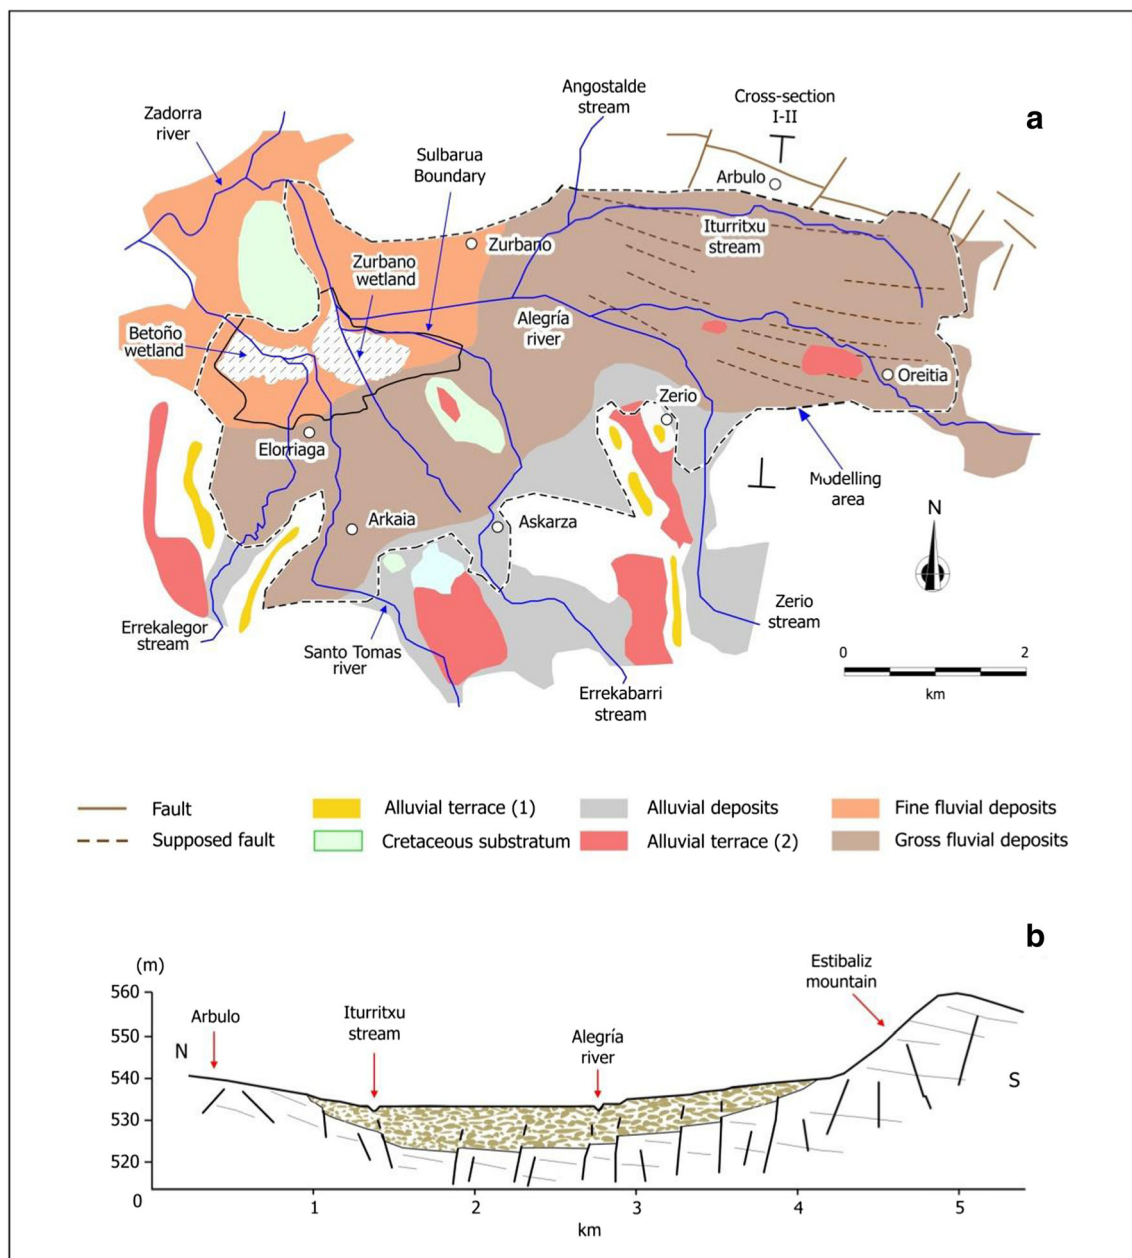 a
Zadorra
river
Angostalde
stream
Cross-section
I-II
Sulbarua
Boundary
Arbulo
Iturritxu
stream
Zurbano
Zurbano
wetland
Alegría
river
Betoño
wetland
Oreitia
Zerio
Elorriaga
Modelling
area
Arkaia
Askarza
N
Errekalegor
stream
Santo Tomas
river
Errekabarri
stream
Zerio
stream
0 2
km
Fault
Alluvial terrace (1)
Alluvial deposits
Fine fluvial deposits
Supposed fault
Cretaceous substratum
Alluvial terrace (2)
Gross fluvial deposits
b
(m)
560
550
540
530
520
0
N
Arbulo
Iturritxu
stream
Alegría
river
Estibaliz
mountain
S
1 2 3 4 5
km